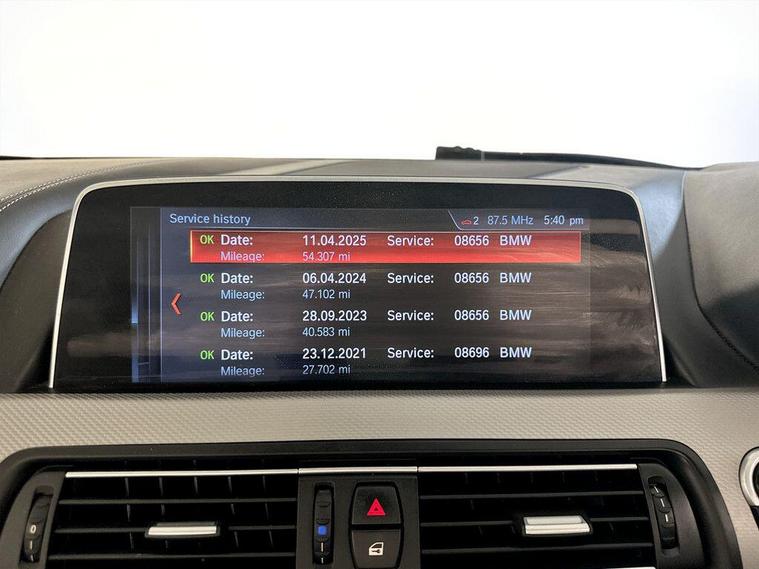 Service history 2 87.5 MHz 5:40 pm
OK Date: 11.04.2025 Service: 08656 BMW
Mileage: 54.307 mi
OK Date: 06.04.2024 Service: 08656 BMW
Mileage: 47.102 mi
OK Date: 28.09.2023 Service: 08656 BMW
Mileage: 40.583 mi
OK Date: 23.12.2021 Service: 08696 BMW
Mileage: 27.702 mi
0